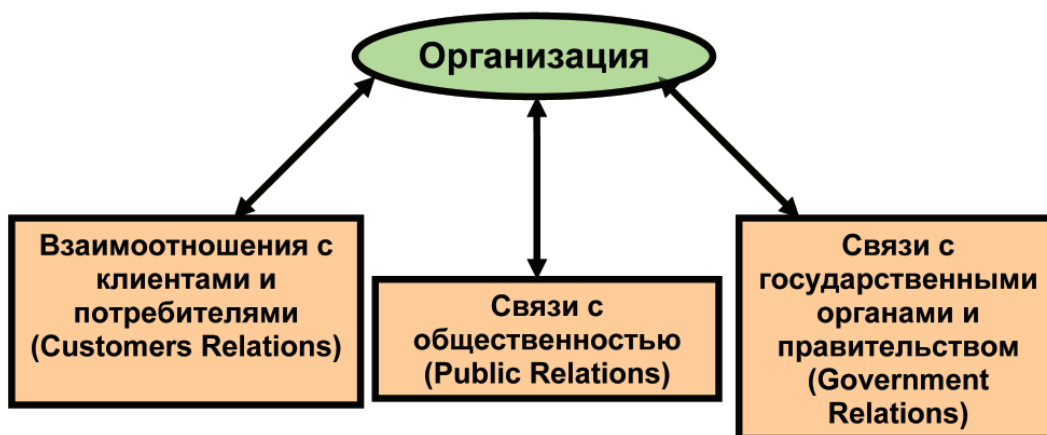 Организация
Взаимоотношения с
клиентами и
потребителями
(Customers Relations)
Связи с
общественностью
(Public Relations)
Связи с
государственными
органами и
правительством
(Government
Relations)